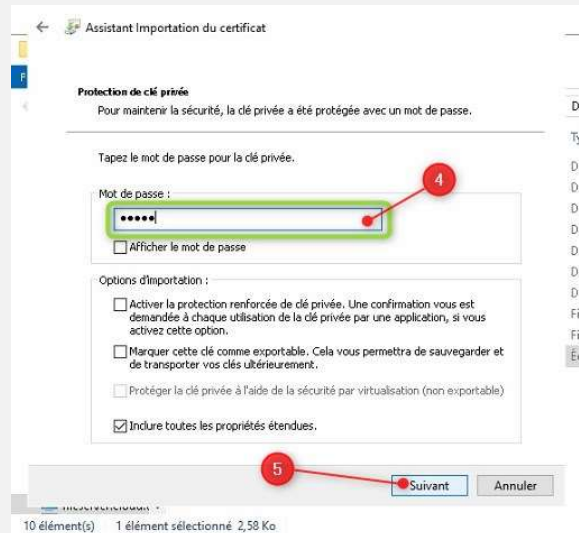 Assistant Importation du certificat
Protection de clé privée
Pour maintenir la sécurité, la clé privée a été protégée avec un mot de passe.
Tapez le mot de passe pour la clé privée.
4
Mot de passe :
•••••
Afficher le mot de passe
Options d'importation :
Activer la protection renforcée de clé privée. Une confirmation vous est
demandée à chaque utilisation de la clé privée par une application, si vous
activez cette option.
Marquer cette clé comme exportable. Cela vous permettra de sauvegarder et
de transporter vos clés ultérieurement.
Protéger la clé privée à l'aide de la sécurité par virtualisation (non exportable)
Inclure toutes les propriétés étendues.
5
Suivant Annuler
10 élément(s) 1 élément sélectionné 2,58 Ko